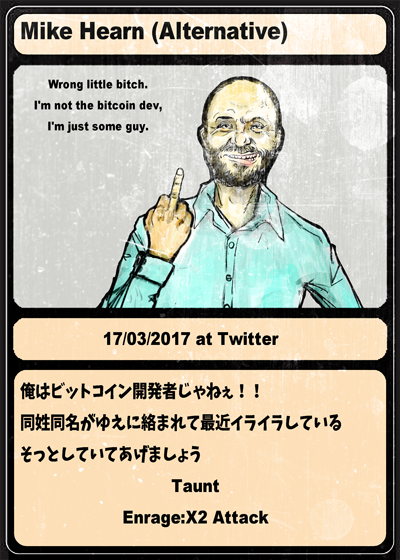 Mike Hearn (Alternative)
Wrong little bitch.
I'm not the bitcoin dev,
I'm just some guy.
17/03/2017 at Twitter
俺はビットコイン開発者じゃねぇ！！
同姓同名がゆえに絡まれて最近イライラしている
そっとしていてあげましょう
Taunt
Enrage:X2 Attack